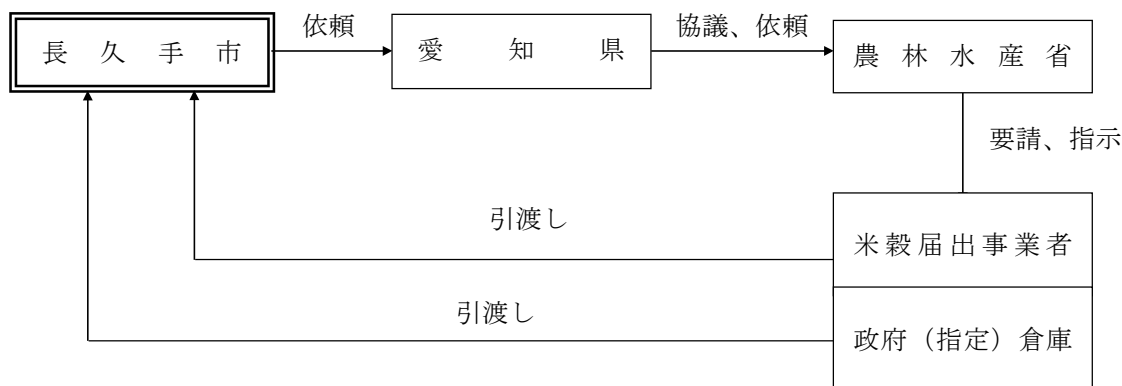 依頼
協議、依頼
長久手市
愛知県
農林水産省
要請、指示
引渡し
米穀届出事業者
引渡し
政府（指定）倉庫